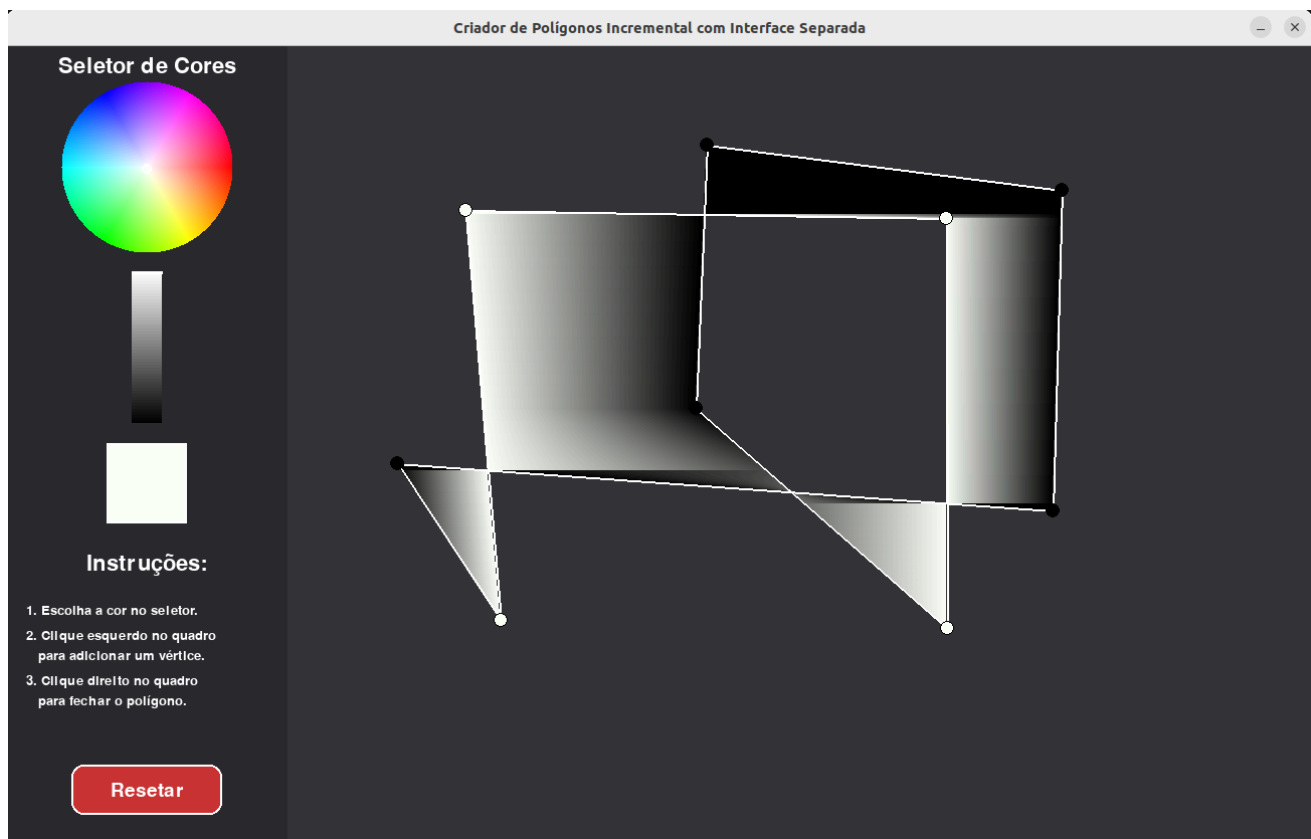 Criador de Polígonos Incremental com Interface Separada
Seletor de Cores
Instruções:
1. Escolha a cor no seletor.
2. Clique esquerdo no quadro
para adicionar um vértice.
3. Clique direito no quadro
para fechar o polígono.
Resetar